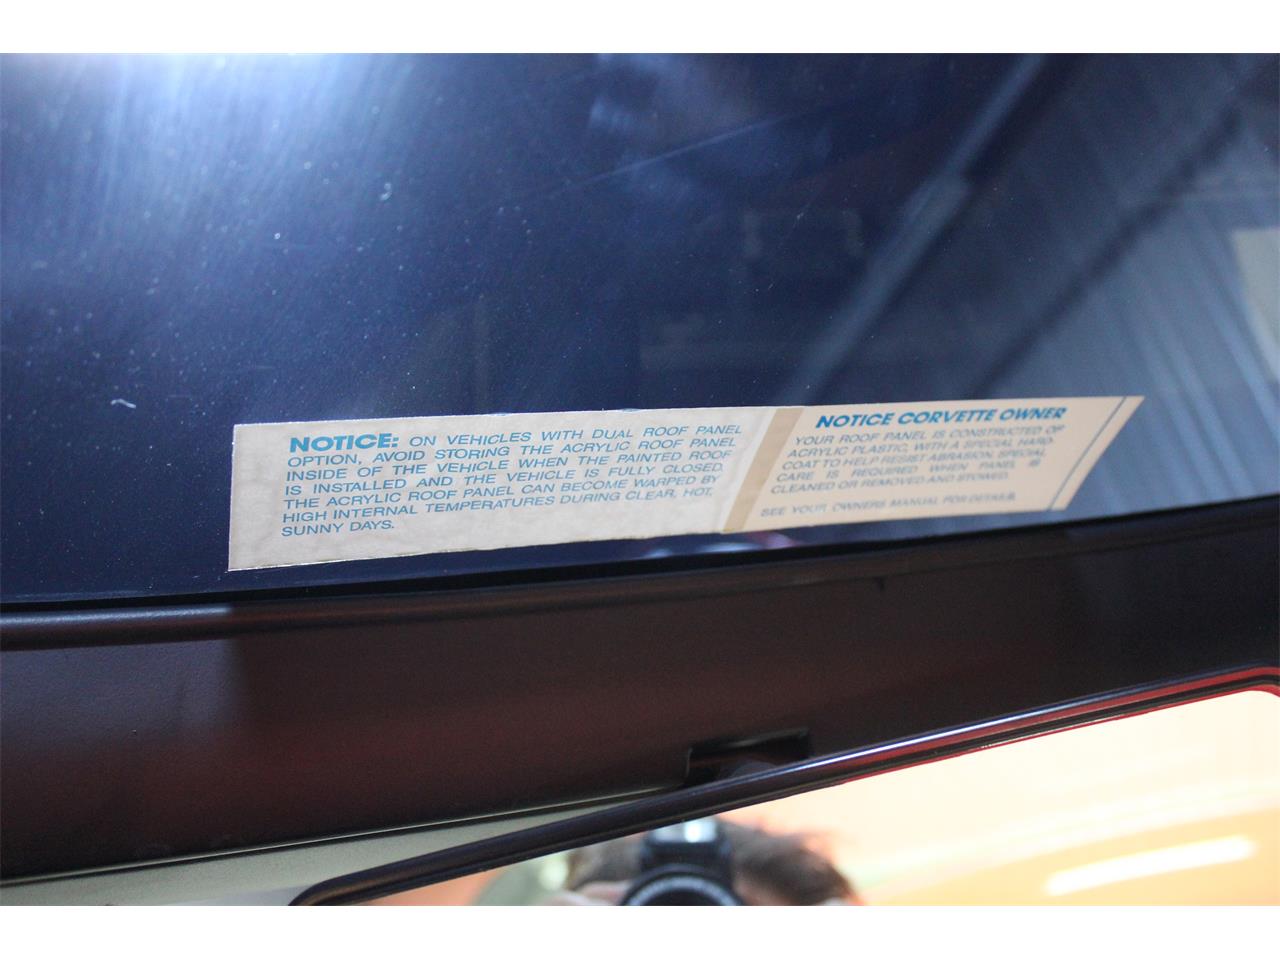 NOTICE: ON VEHICLES WITH DUAL ROOF PANEL
OPTION, AVOID STORING THE ACRYLIC ROOF PANEL
INSIDE OF THE VEHICLE WHEN THE PAINTED ROOF
IS INSTALLED AND THE VEHICLE IS FULLY CLOSED.
THE ACRYLIC ROOF PANEL CAN BECOME WARPED BY
HIGH INTERNAL TEMPERATURES DURING CLEAR, HOT,
SUNNY DAYS.
NOTICE CORVETTE OWNER
YOUR ROOF PANEL IS CONSTRUCTED OF
ACRYLIC PLASTIC, WITH A SPECIAL HARD-
COAT TO HELP RESIST ABRASION. SPECIAL
CARE IS REQUIRED WHEN PANEL IS
CLEANED OR REMOVED AND STOWED.
SEE YOUR OWNERS MANUAL FOR DETAILS.